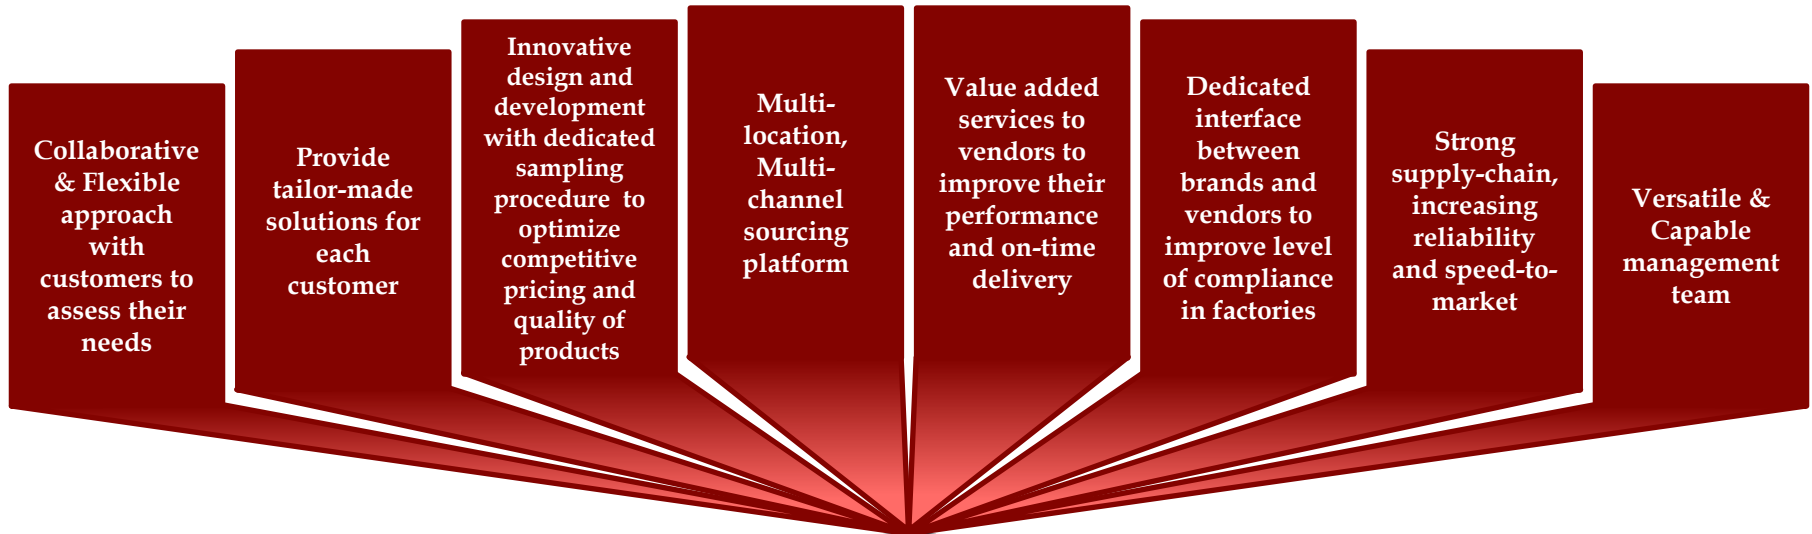 Collaborative
& Flexible
approach
with
customers to
assess their
needs
Provide
tailor-made
solutions for
each
customer
Innovative
design and
development
with dedicated
sampling
procedure to
optimize
competitive
pricing and
quality of
products
Multi-
location,
Multi-
channel
sourcing
platform
Value added
services to
vendors to
improve their
performance
and on-time
delivery
Dedicated
interface
between
brands and
vendors to
improve level
of compliance
in factories
Strong
supply-chain,
increasing
reliability
and speed-to-
market
Versatile &
Capable
management
team